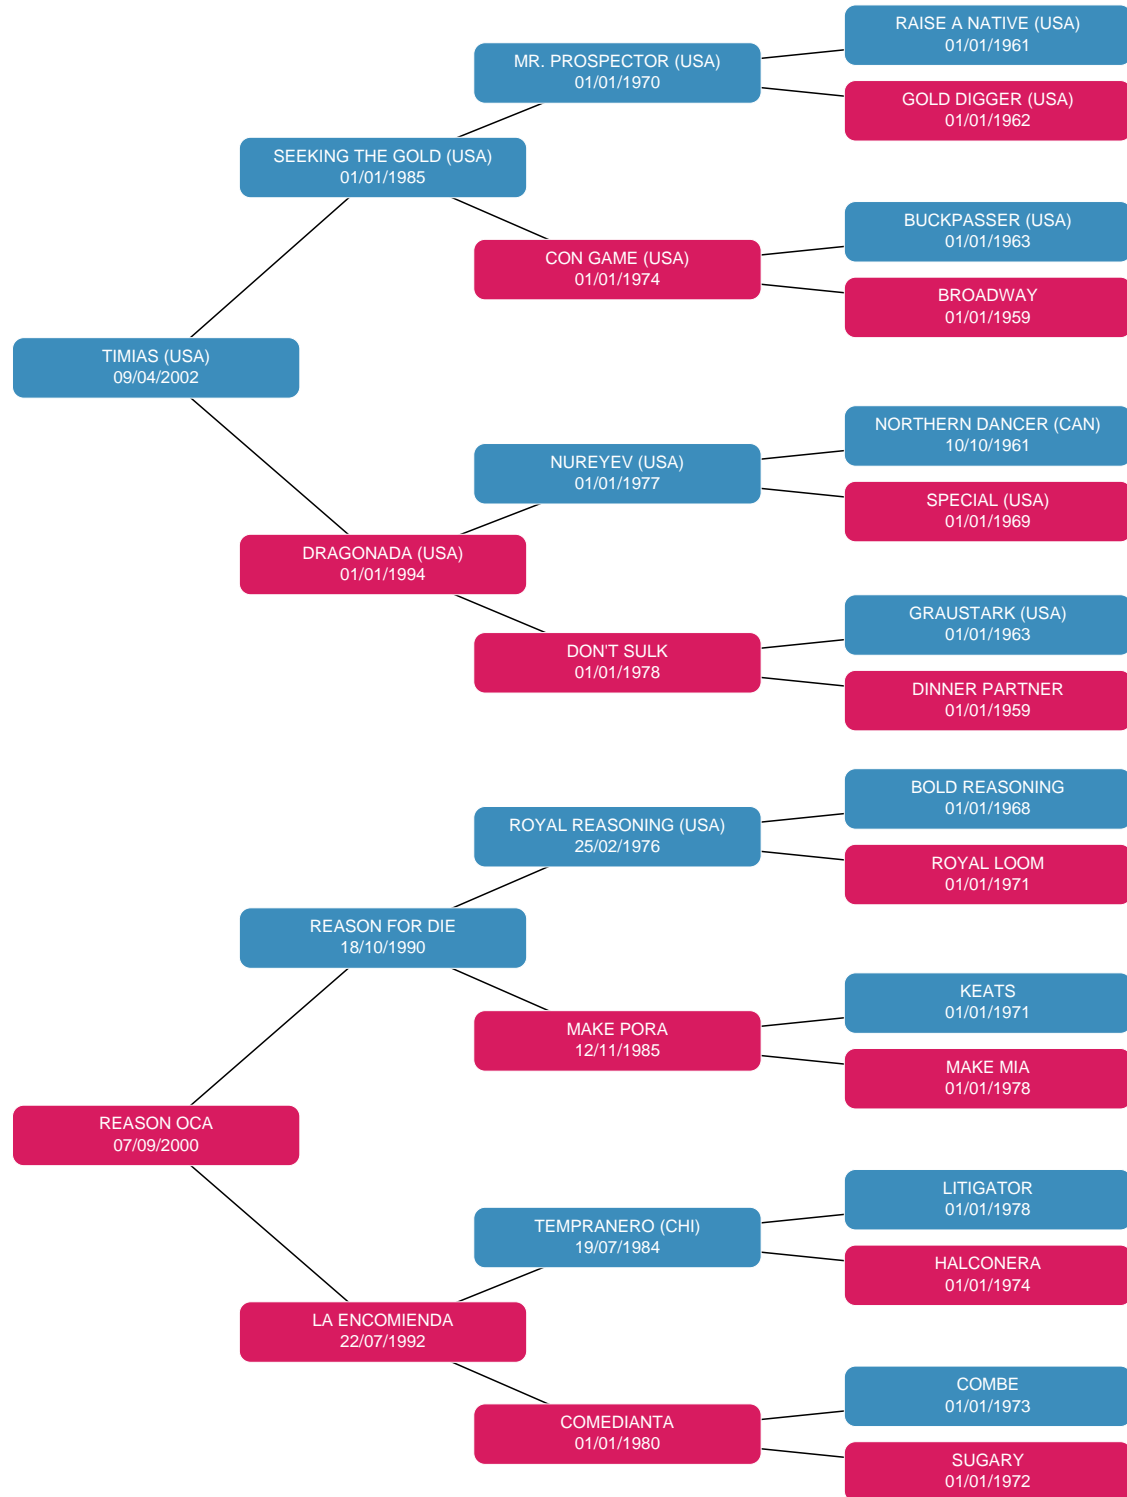 RAISE A NATIVE (USA)
01/01/1961
MR. PROSPECTOR (USA)
01/01/1970
GOLD DIGGER (USA)
01/01/1962
SEEKING THE GOLD (USA)
01/01/1985
BUCKPASSER (USA)
01/01/1963
CON GAME (USA)
01/01/1974
BROADWAY
01/01/1959
TIMIAS (USA)
09/04/2002
NORTHERN DANCER (CAN)
10/10/1961
NUREYEV (USA)
01/01/1977
SPECIAL (USA)
01/01/1969
DRAGONADA (USA)
01/01/1994
GRAUSTARK (USA)
01/01/1963
DON'T SULK
01/01/1978
DINNER PARTNER
01/01/1959
BOLD REASONING
01/01/1968
ROYAL REASONING (USA)
25/02/1976
ROYAL LOOM
01/01/1971
REASON FOR DIE
18/10/1990
KEATS
01/01/1971
MAKE PORA
12/11/1985
MAKE MIA
01/01/1978
REASON OCA
07/09/2000
LITIGATOR
01/01/1978
TEMPRANERO (CHI)
19/07/1984
HALCONERA
01/01/1974
LA ENCOMIENDA
22/07/1992
COMBE
01/01/1973
COMEDIANTA
01/01/1980
SUGARY
01/01/1972